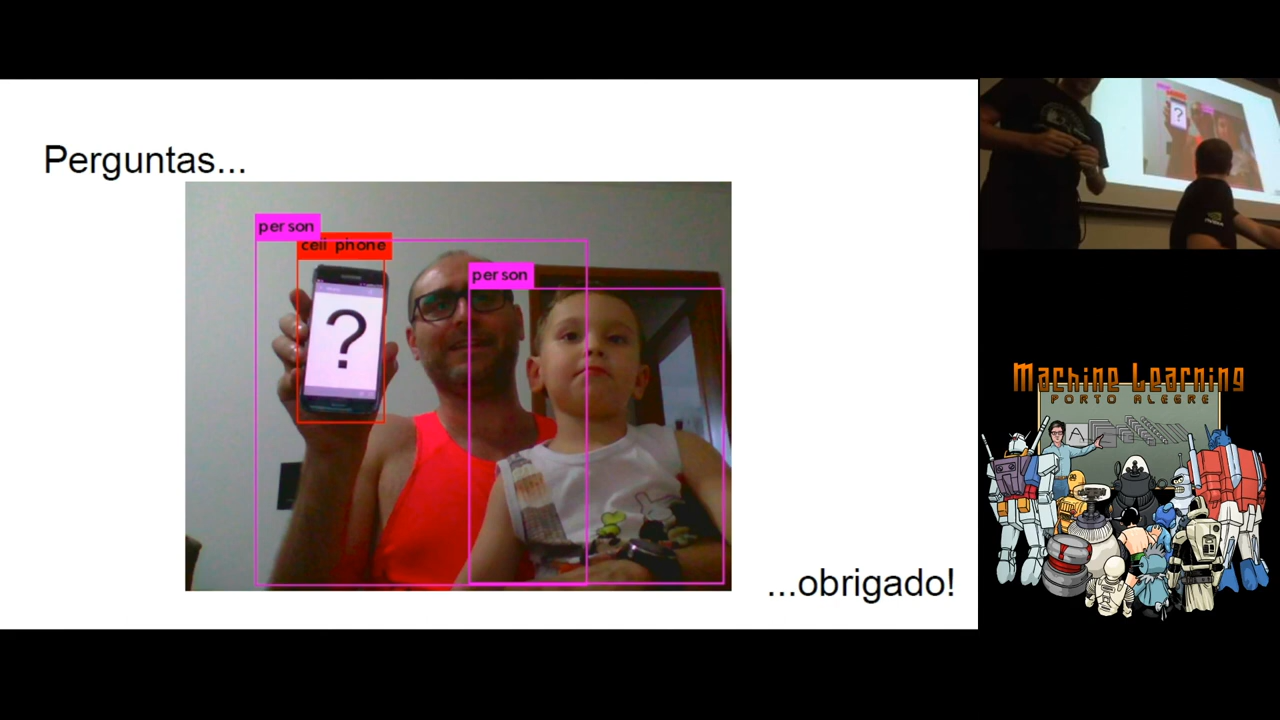 Perguntas...
person
cell phone
person
?
...obrigado!
Machine Learning
PORTO ALEGRE